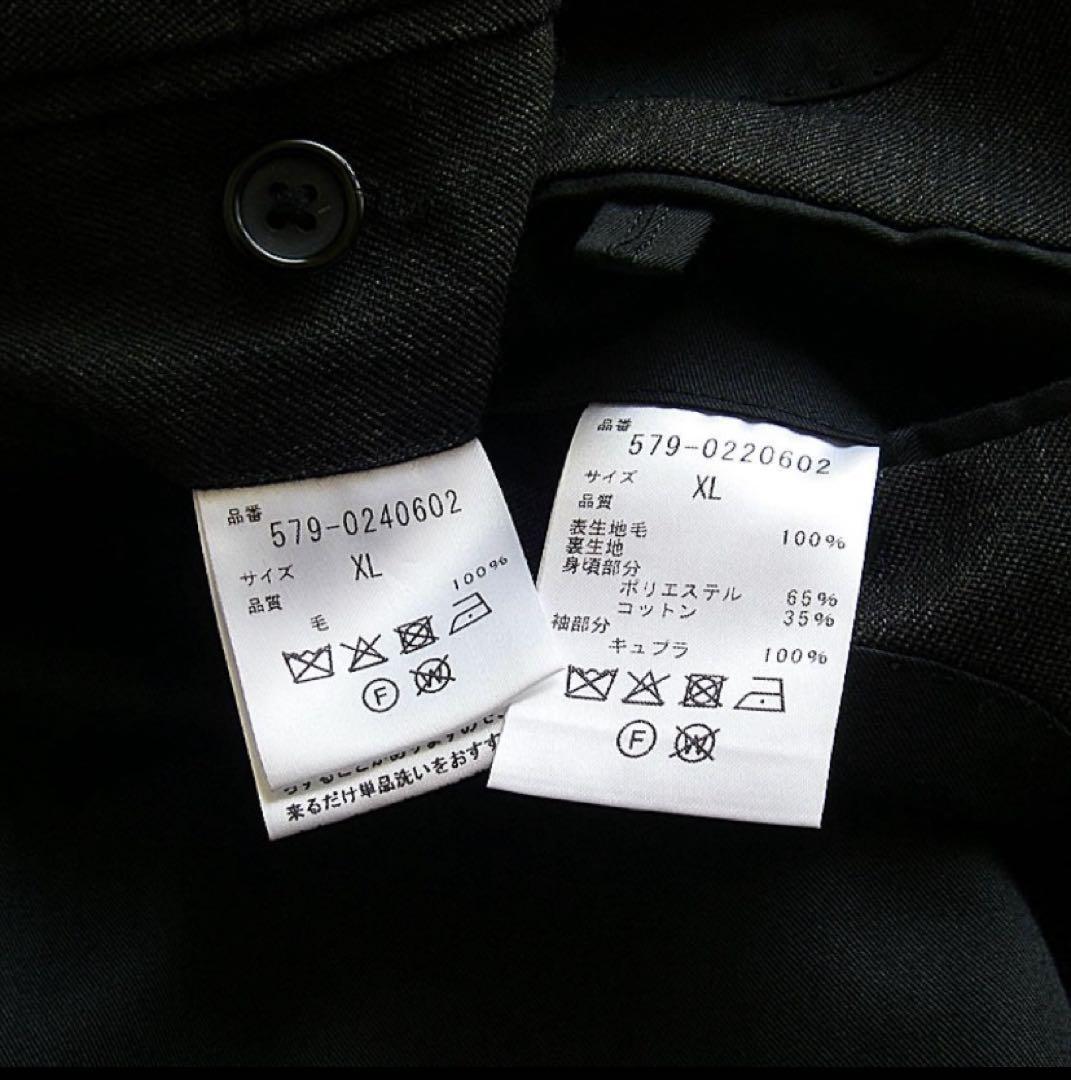 品番
579-0240602
サイズ XL
品質
毛 100%
F W
来るだけ単品洗いをおすす
品番
579-0220602
サイズ XL
品質
表生地毛 100%
裏生地
身頃部分
ポリエステル 65%
コットン 35%
袖部分
キュプラ 100%
F W